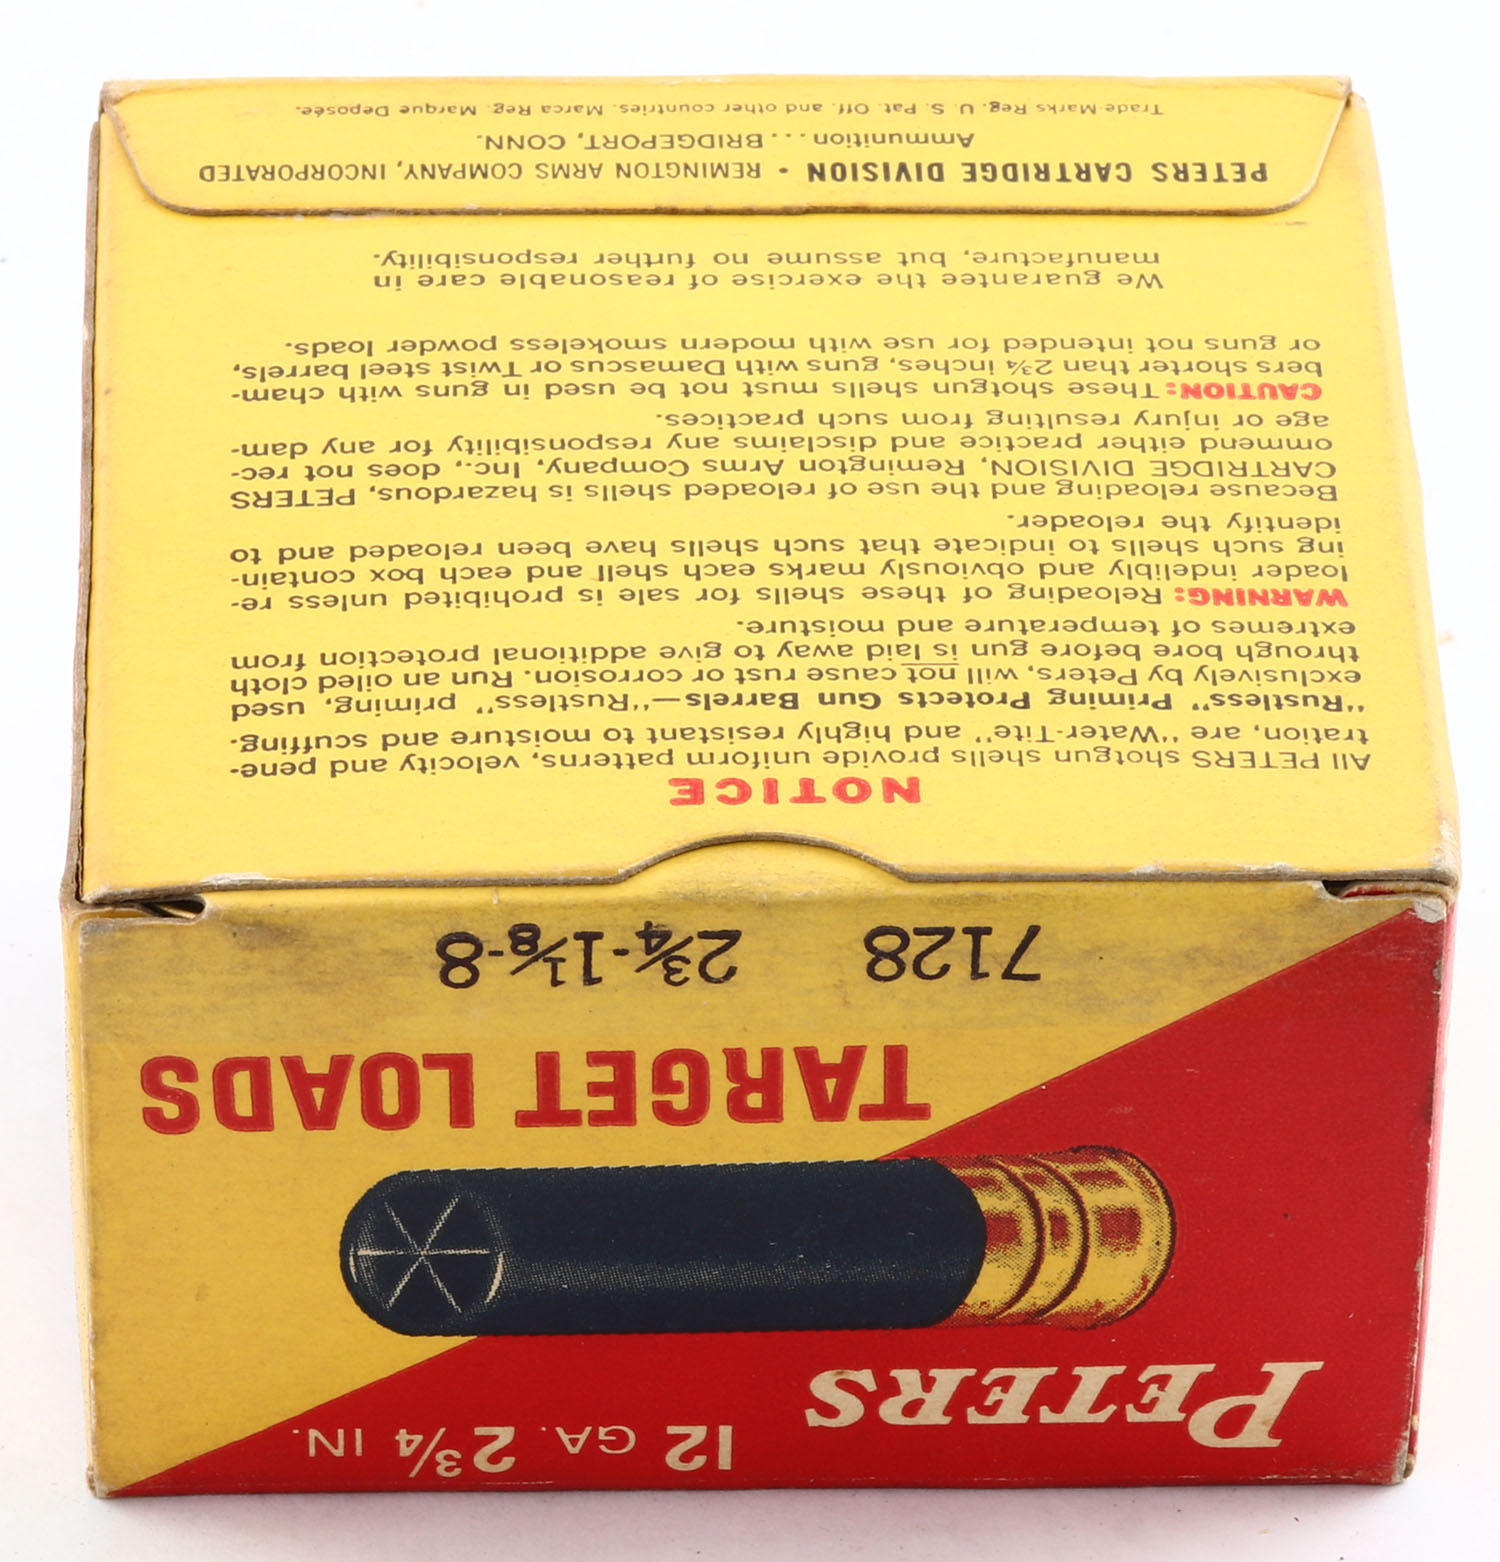 PETERS 12 GA. 2¾ IN.
TARGET LOADS
7128 2¾-1⅛-8
NOTICE
All PETERS shotgun shells provide uniform patterns, velocity and pene-
tration, are "Water-Tite" and highly resistant to moisture and scuffing.
"Rustless" Priming Protects Gun Barrels—"Rustless" priming, used
exclusively by Peters, will not cause rust or corrosion. Run an oiled cloth
through bore before gun is laid away to give additional protection from
extremes of temperature and moisture.
WARNING: Reloading of these shells for sale is prohibited unless re-
loader indelibly and obviously marks each shell and each box contain-
ing such shells to indicate that such shells have been reloaded and to
identify the reloader.
Because reloading and the use of reloaded shells is hazardous, PETERS
CARTRIDGE DIVISION, Remington Arms Company, Inc., does not rec-
ommend either practice and disclaims any responsibility for any dam-
age or injury resulting from such practices.
CAUTION: These shotgun shells must not be used in guns with cham-
bers shorter than 2¾ inches, guns with Damascus or Twist steel barrels,
or guns not intended for use with modern smokeless powder loads.
We guarantee the exercise of reasonable care in
manufacture, but assume no further responsibility.
PETERS CARTRIDGE DIVISION • REMINGTON ARMS COMPANY, INCORPORATED
Ammunition . . . BRIDGEPORT, CONN.
Trade Marks Reg. U. S. Pat. Off. and other countries. Marca Reg. Marque Deposée.